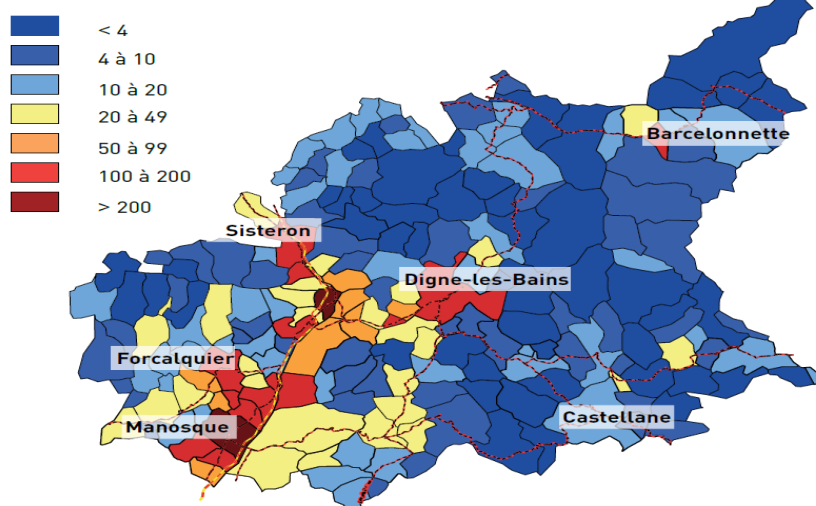 < 4
4 à 10
10 à 20
20 à 49
50 à 99
100 à 200
> 200
Barcelonnette
Sisteron
Digne-les-Bains
Forcalquier
Castellane
Manosque